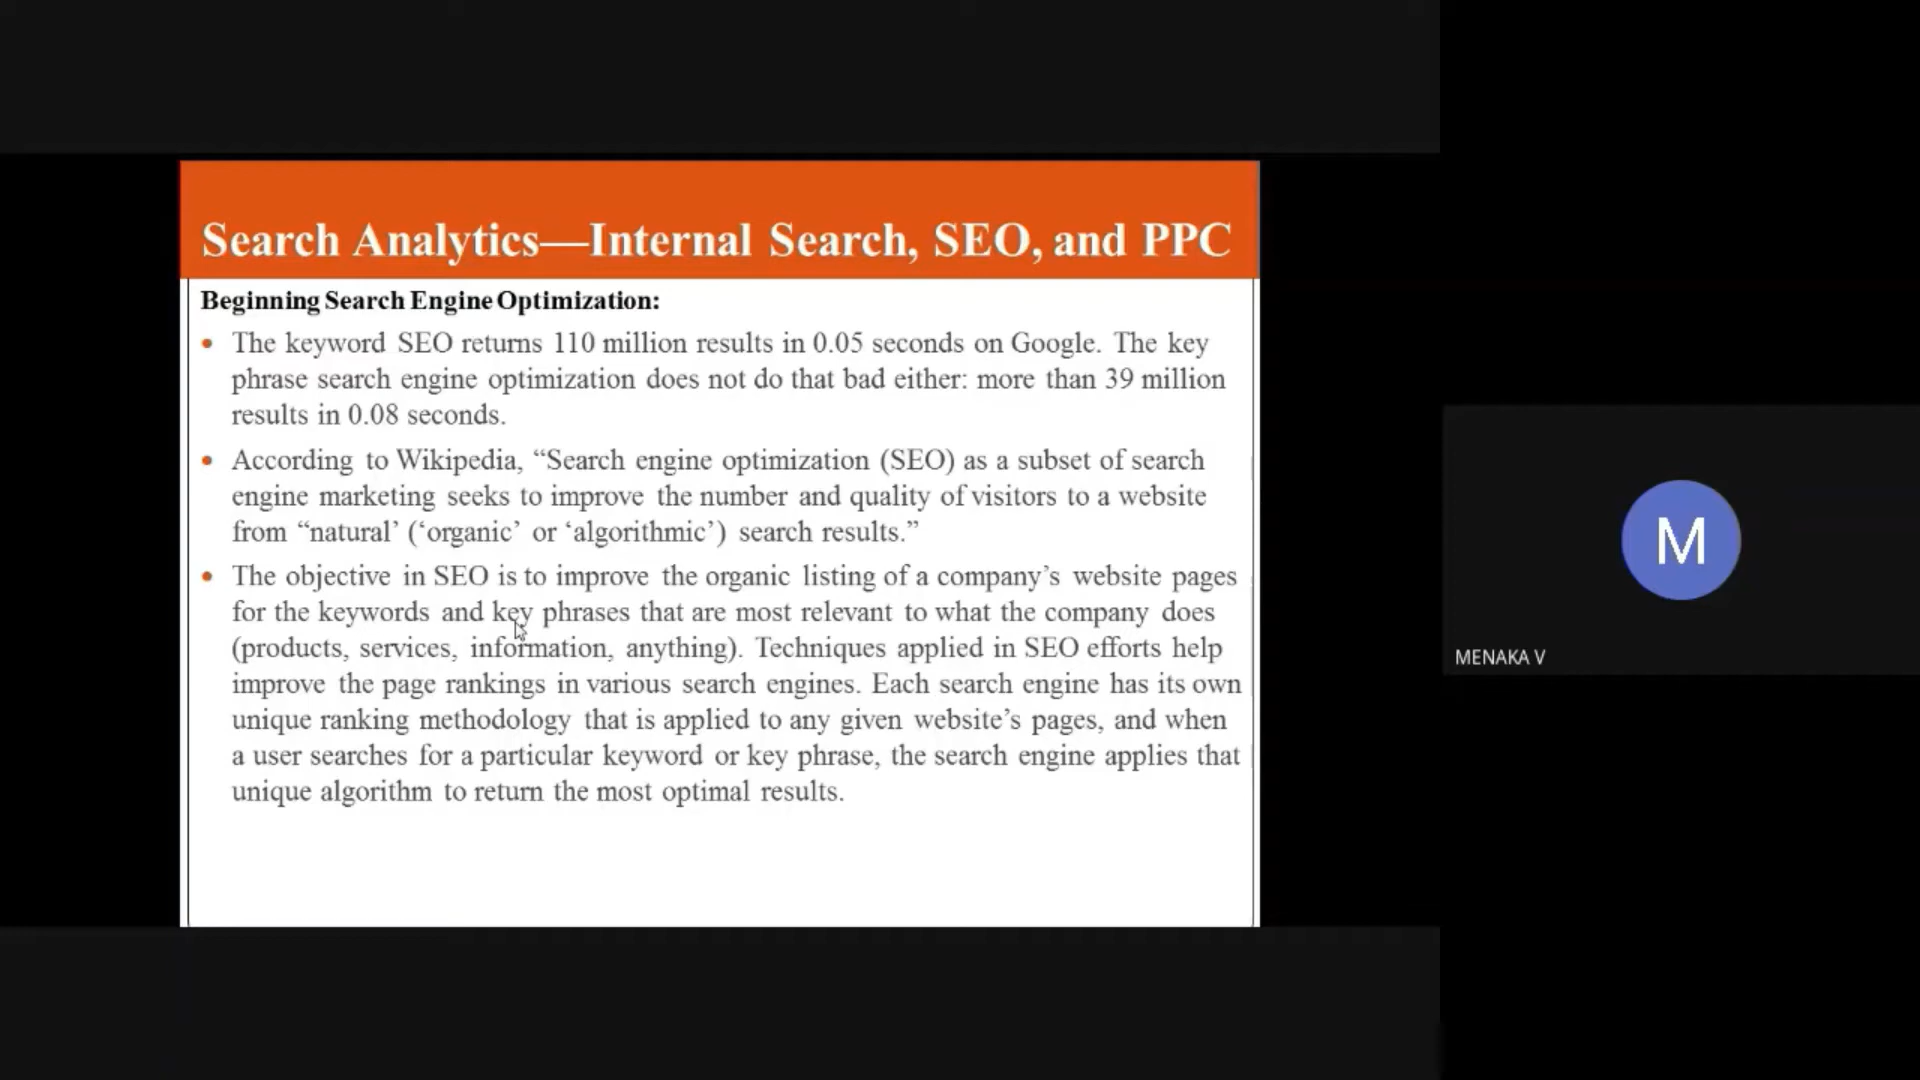 Search Analytics—Internal Search, SEO, and PPC
Beginning Search Engine Optimization:
• The keyword SEO returns 110 million results in 0.05 seconds on Google. The key
phrase search engine optimization does not do that bad either: more than 39 million
results in 0.08 seconds.
• According to Wikipedia, “Search engine optimization (SEO) as a subset of search
engine marketing seeks to improve the number and quality of visitors to a website
from “natural’ (‘organic’ or ‘algorithmic’) search results.”
• The objective in SEO is to improve the organic listing of a company’s website pages
for the keywords and key phrases that are most relevant to what the company does
(products, services, information, anything). Techniques applied in SEO efforts help
improve the page rankings in various search engines. Each search engine has its own
unique ranking methodology that is applied to any given website’s pages, and when
a user searches for a particular keyword or key phrase, the search engine applies that
unique algorithm to return the most optimal results.
M
MENAKA V